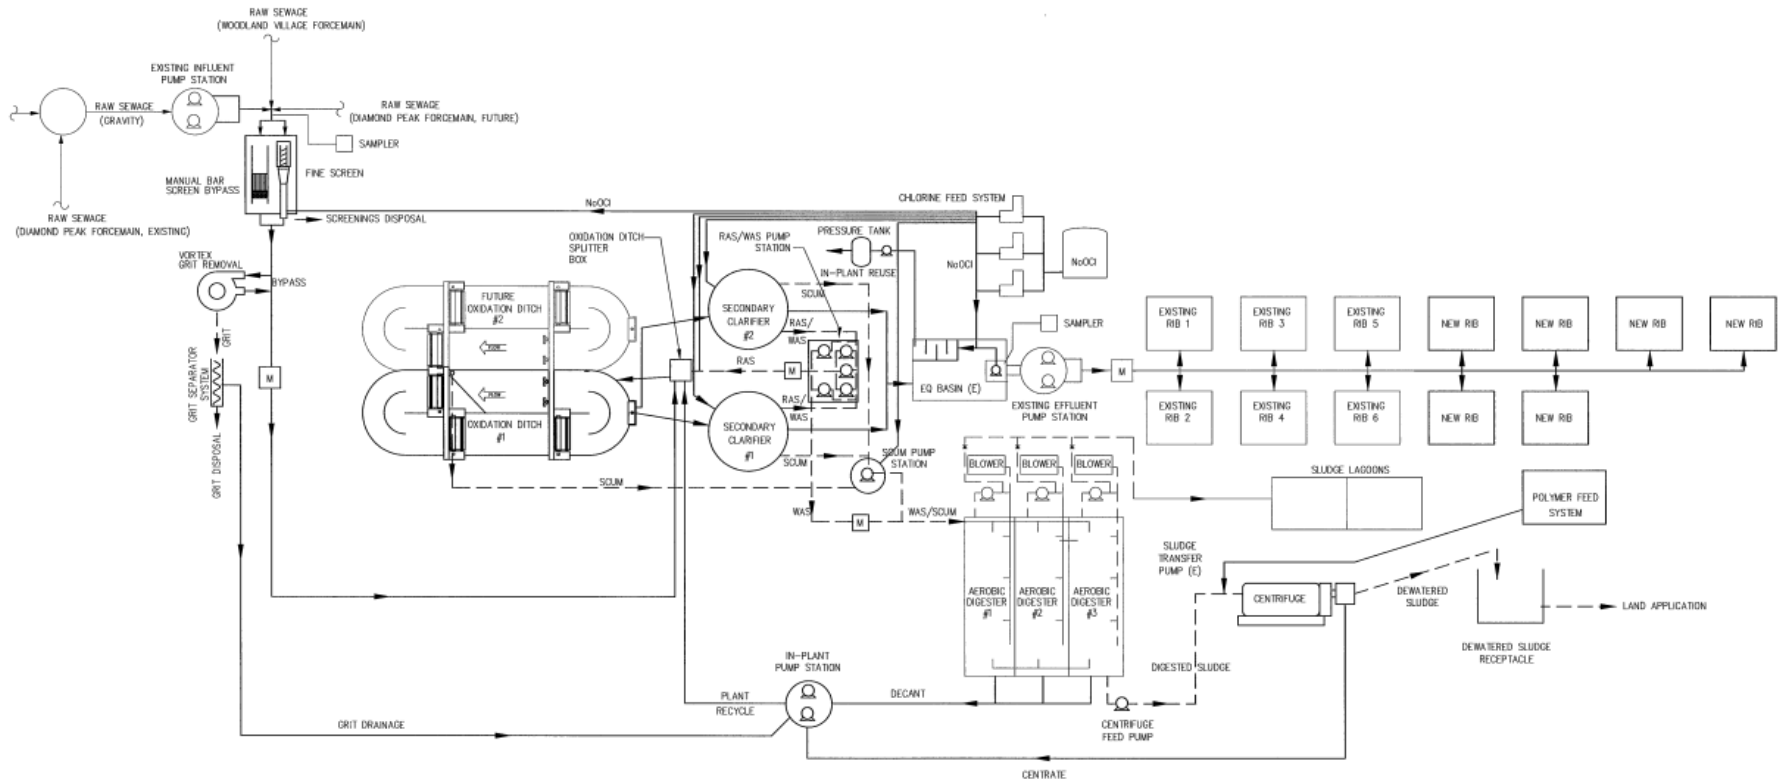 RAW SEWAGE
(WOODLAND VILLAGE FORCEMAIN)
EXISTING INFLUENT
PUMP STATION
RAW SEWAGE
(GRAVITY)
RAW SEWAGE
(DIAMOND PEAK FORCEMAIN, FUTURE)
SAMPLER
FINE SCREEN
MANUAL BAR
SCREEN BYPASS
RAW SEWAGE
(DIAMOND PEAK FORCEMAIN, EXISTING)
SCREENINGS DISPOSAL
NaOCl
CHLORINE FEED SYSTEM
OXIDATION DITCH
SPLITTER
BOX
RAS/WAS PUMP
STATION
PRESSURE TANK
IN-PLANT REUSE
NaOCl
NaOCl
VORTEX
GRIT REMOVAL
BYPASS
GRIT
GRIT SEPARATOR
SYSTEM
GRIT DISPOSAL
M
FUTURE
OXIDATION DITCH
#2
FLOW
FLOW
OXIDATION DITCH
#1
SECONDARY
CLARIFIER
#2
SCUM
RAS/
WAS
RAS
M
RAS/
WAS
SECONDARY
CLARIFIER
#1
SCUM
SCUM
SCUM PUMP
STATION
EQ BASIN (E)
SAMPLER
EXISTING EFFLUENT
PUMP STATION
M
EXISTING
RIB 1
EXISTING
RIB 3
EXISTING
RIB 5
NEW RIB
NEW RIB
NEW RIB
NEW RIB
EXISTING
RIB 2
EXISTING
RIB 4
EXISTING
RIB 6
NEW RIB
NEW RIB
WAS
M
WAS/SCUM
BLOWER
BLOWER
BLOWER
SLUDGE LAGOONS
POLYMER FEED
SYSTEM
AEROBIC
DIGESTER
#1
AEROBIC
DIGESTER
#2
AEROBIC
DIGESTER
#3
SLUDGE
TRANSFER
PUMP (E)
CENTRIFUGE
DEWATERED
SLUDGE
LAND APPLICATION
DEWATERED SLUDGE
RECEPTACLE
DIGESTED SLUDGE
CENTRIFUGE
FEED PUMP
IN-PLANT
PUMP STATION
PLANT
RECYCLE
DECANT
GRIT DRAINAGE
CENTRATE